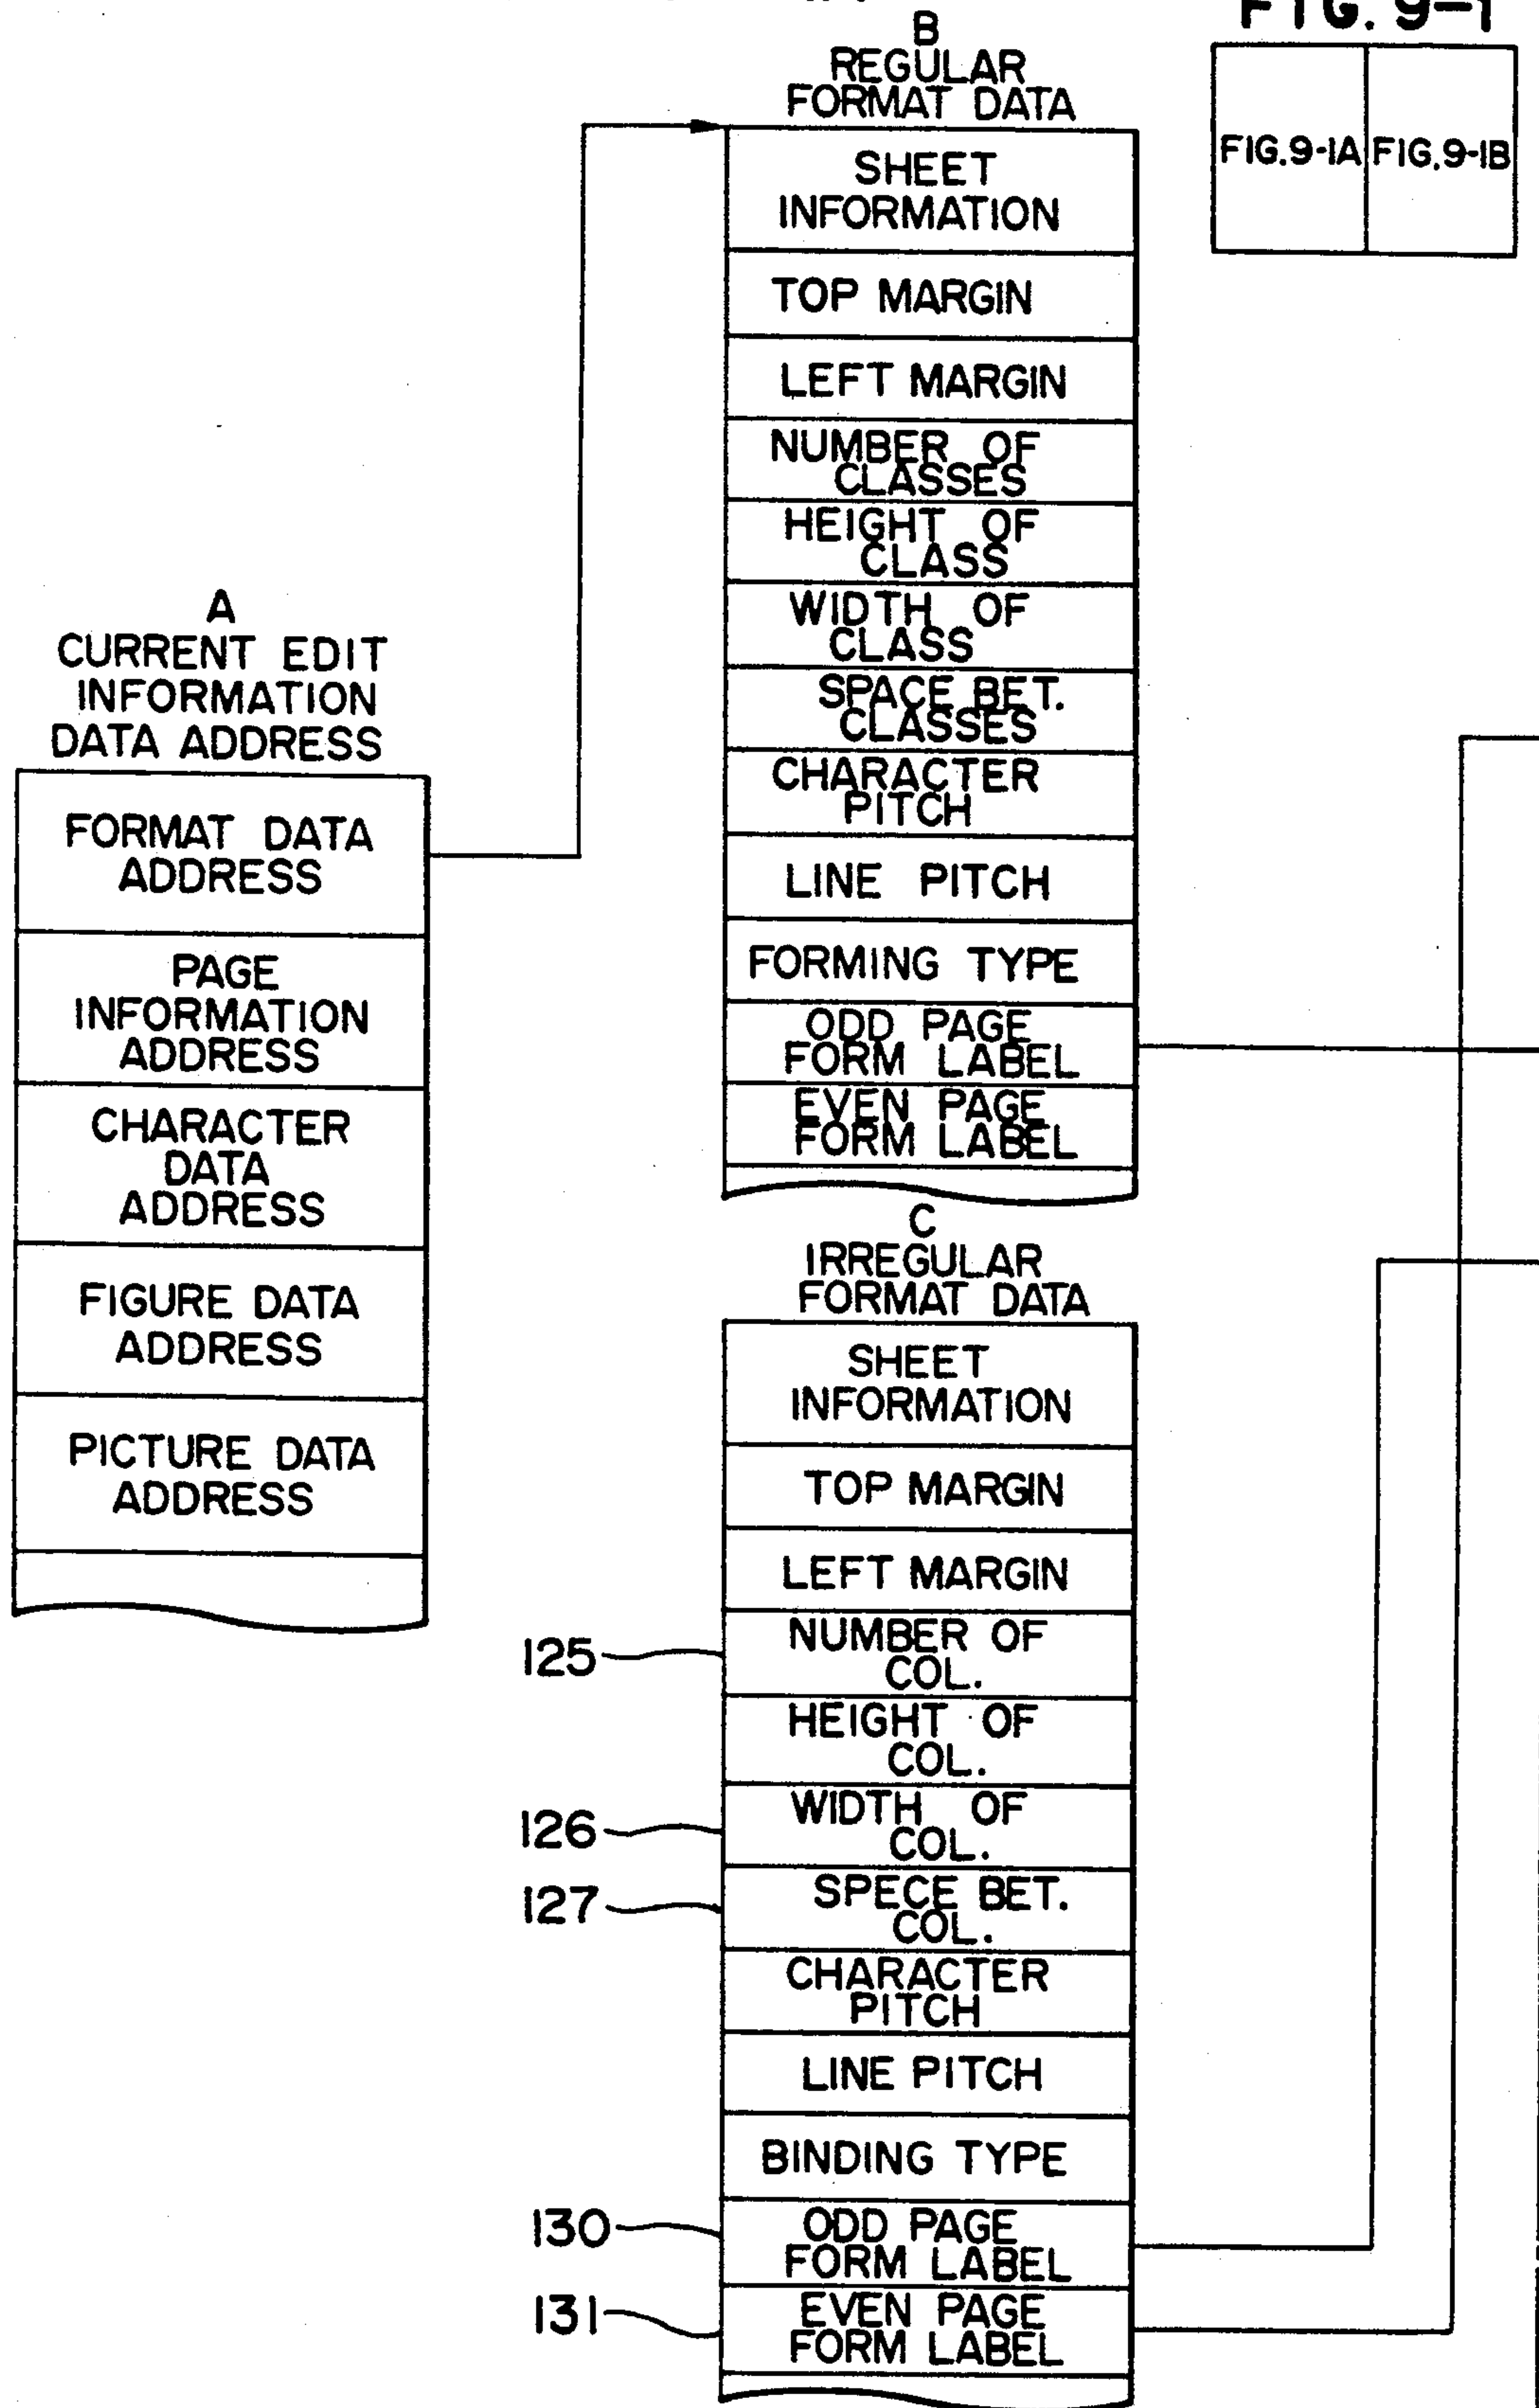 FIG. 9-1
FIG.9-1A
FIG.9-1B
A
CURRENT EDIT
INFORMATION
DATA ADDRESS
FORMAT DATA
ADDRESS
PAGE
INFORMATION
ADDRESS
CHARACTER
DATA
ADDRESS
FIGURE DATA
ADDRESS
PICTURE DATA
ADDRESS
B
REGULAR
FORMAT DATA
SHEET
INFORMATION
TOP MARGIN
LEFT MARGIN
NUMBER OF
CLASSES
HEIGHT OF
CLASS
WIDTH OF
CLASS
SPACE BET.
CLASSES
CHARACTER
PITCH
LINE PITCH
FORMING TYPE
ODD PAGE
FORM LABEL
EVEN PAGE
FORM LABEL
C
IRREGULAR
FORMAT DATA
SHEET
INFORMATION
TOP MARGIN
LEFT MARGIN
125
NUMBER OF
COL.
HEIGHT OF
COL.
126
WIDTH OF
COL.
127
SPECE BET.
COL.
CHARACTER
PITCH
LINE PITCH
BINDING TYPE
130
ODD PAGE
FORM LABEL
131
EVEN PAGE
FORM LABEL